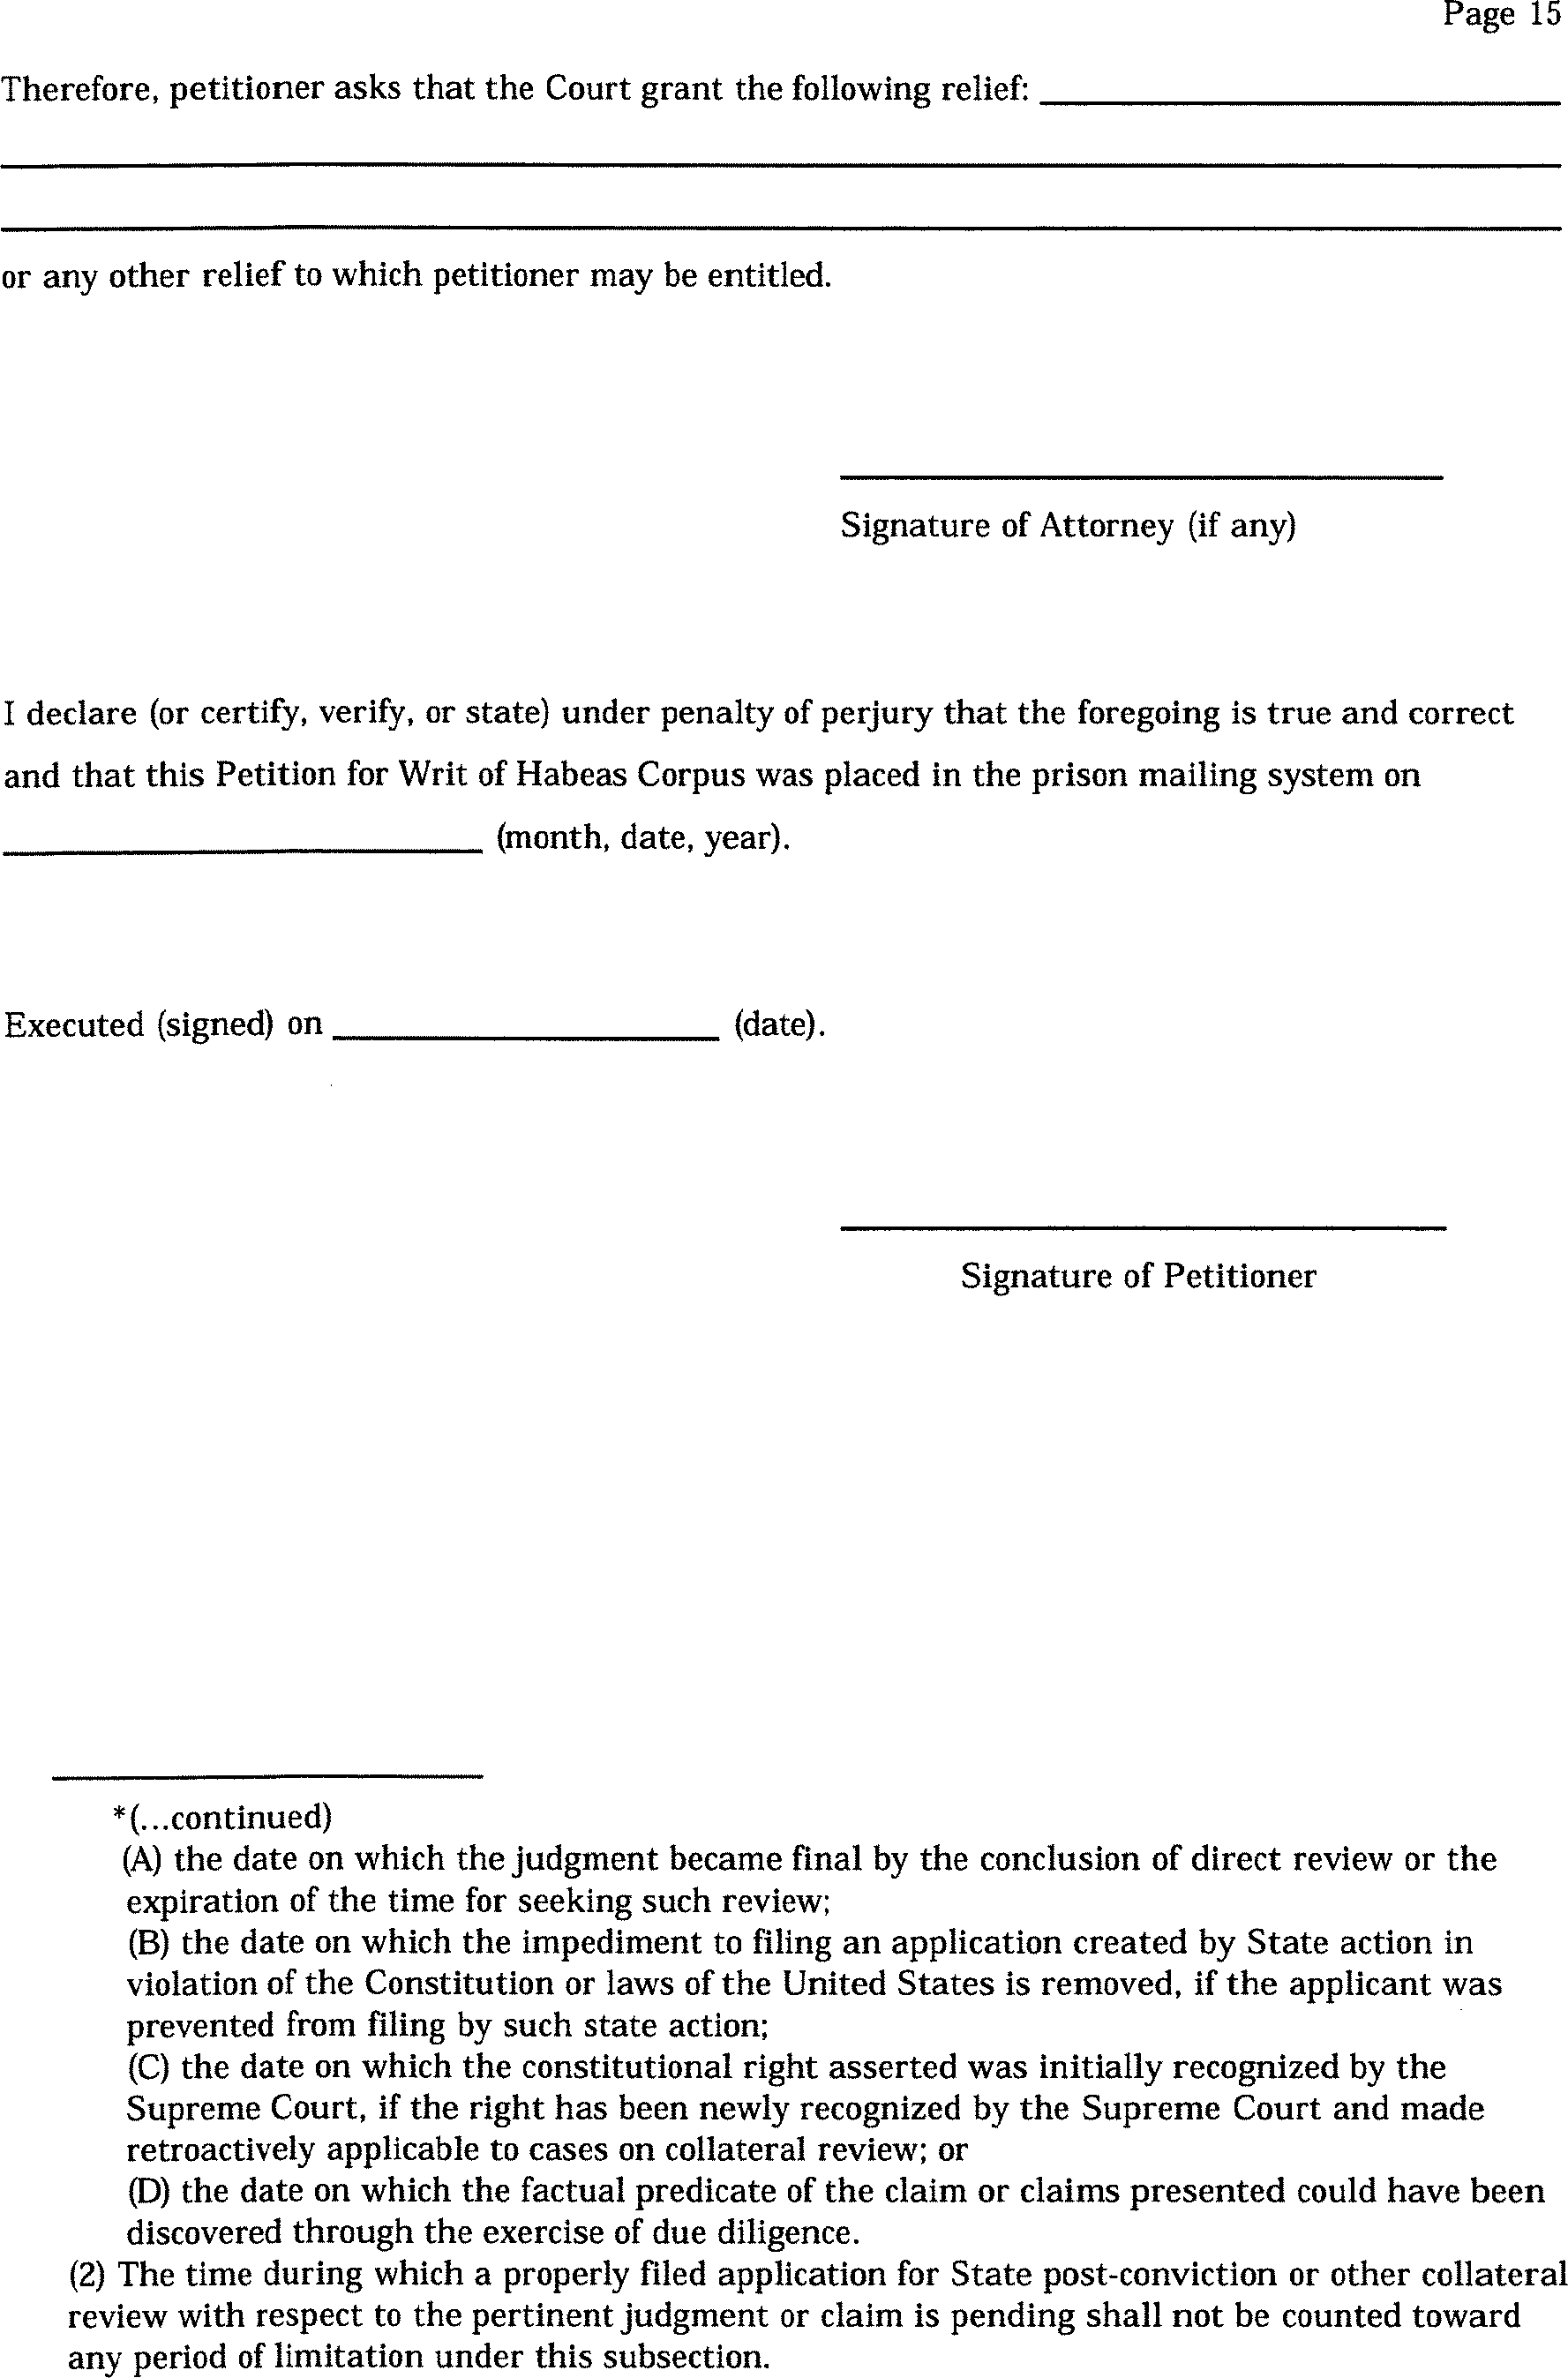 Page 15
Therefore, petitioner asks that the Court grant the following relief:
or any other relief to which petitioner may be entitled.
Signature of Attorney (if any)
I declare (or certify, verify, or state) under penalty of perjury that the foregoing is true and correct
and that this Petition for Writ of Habeas Corpus was placed in the prison mailing system on
(month, date, year).
Executed (signed) on (date).
Signature of Petitioner
*(...continued)
(A) the date on which the judgment became final by the conclusion of direct review or the
expiration of the time for seeking such review;
(B) the date on which the impediment to filing an application created by State action in
violation of the Constitution or laws of the United States is removed, if the applicant was
prevented from filing by such state action;
(C) the date on which the constitutional right asserted was initially recognized by the
Supreme Court, if the right has been newly recognized by the Supreme Court and made
retroactively applicable to cases on collateral review; or
(D) the date on which the factual predicate of the claim or claims presented could have been
discovered through the exercise of due diligence.
(2) The time during which a properly filed application for State post-conviction or other collateral
review with respect to the pertinent judgment or claim is pending shall not be counted toward
any period of limitation under this subsection.